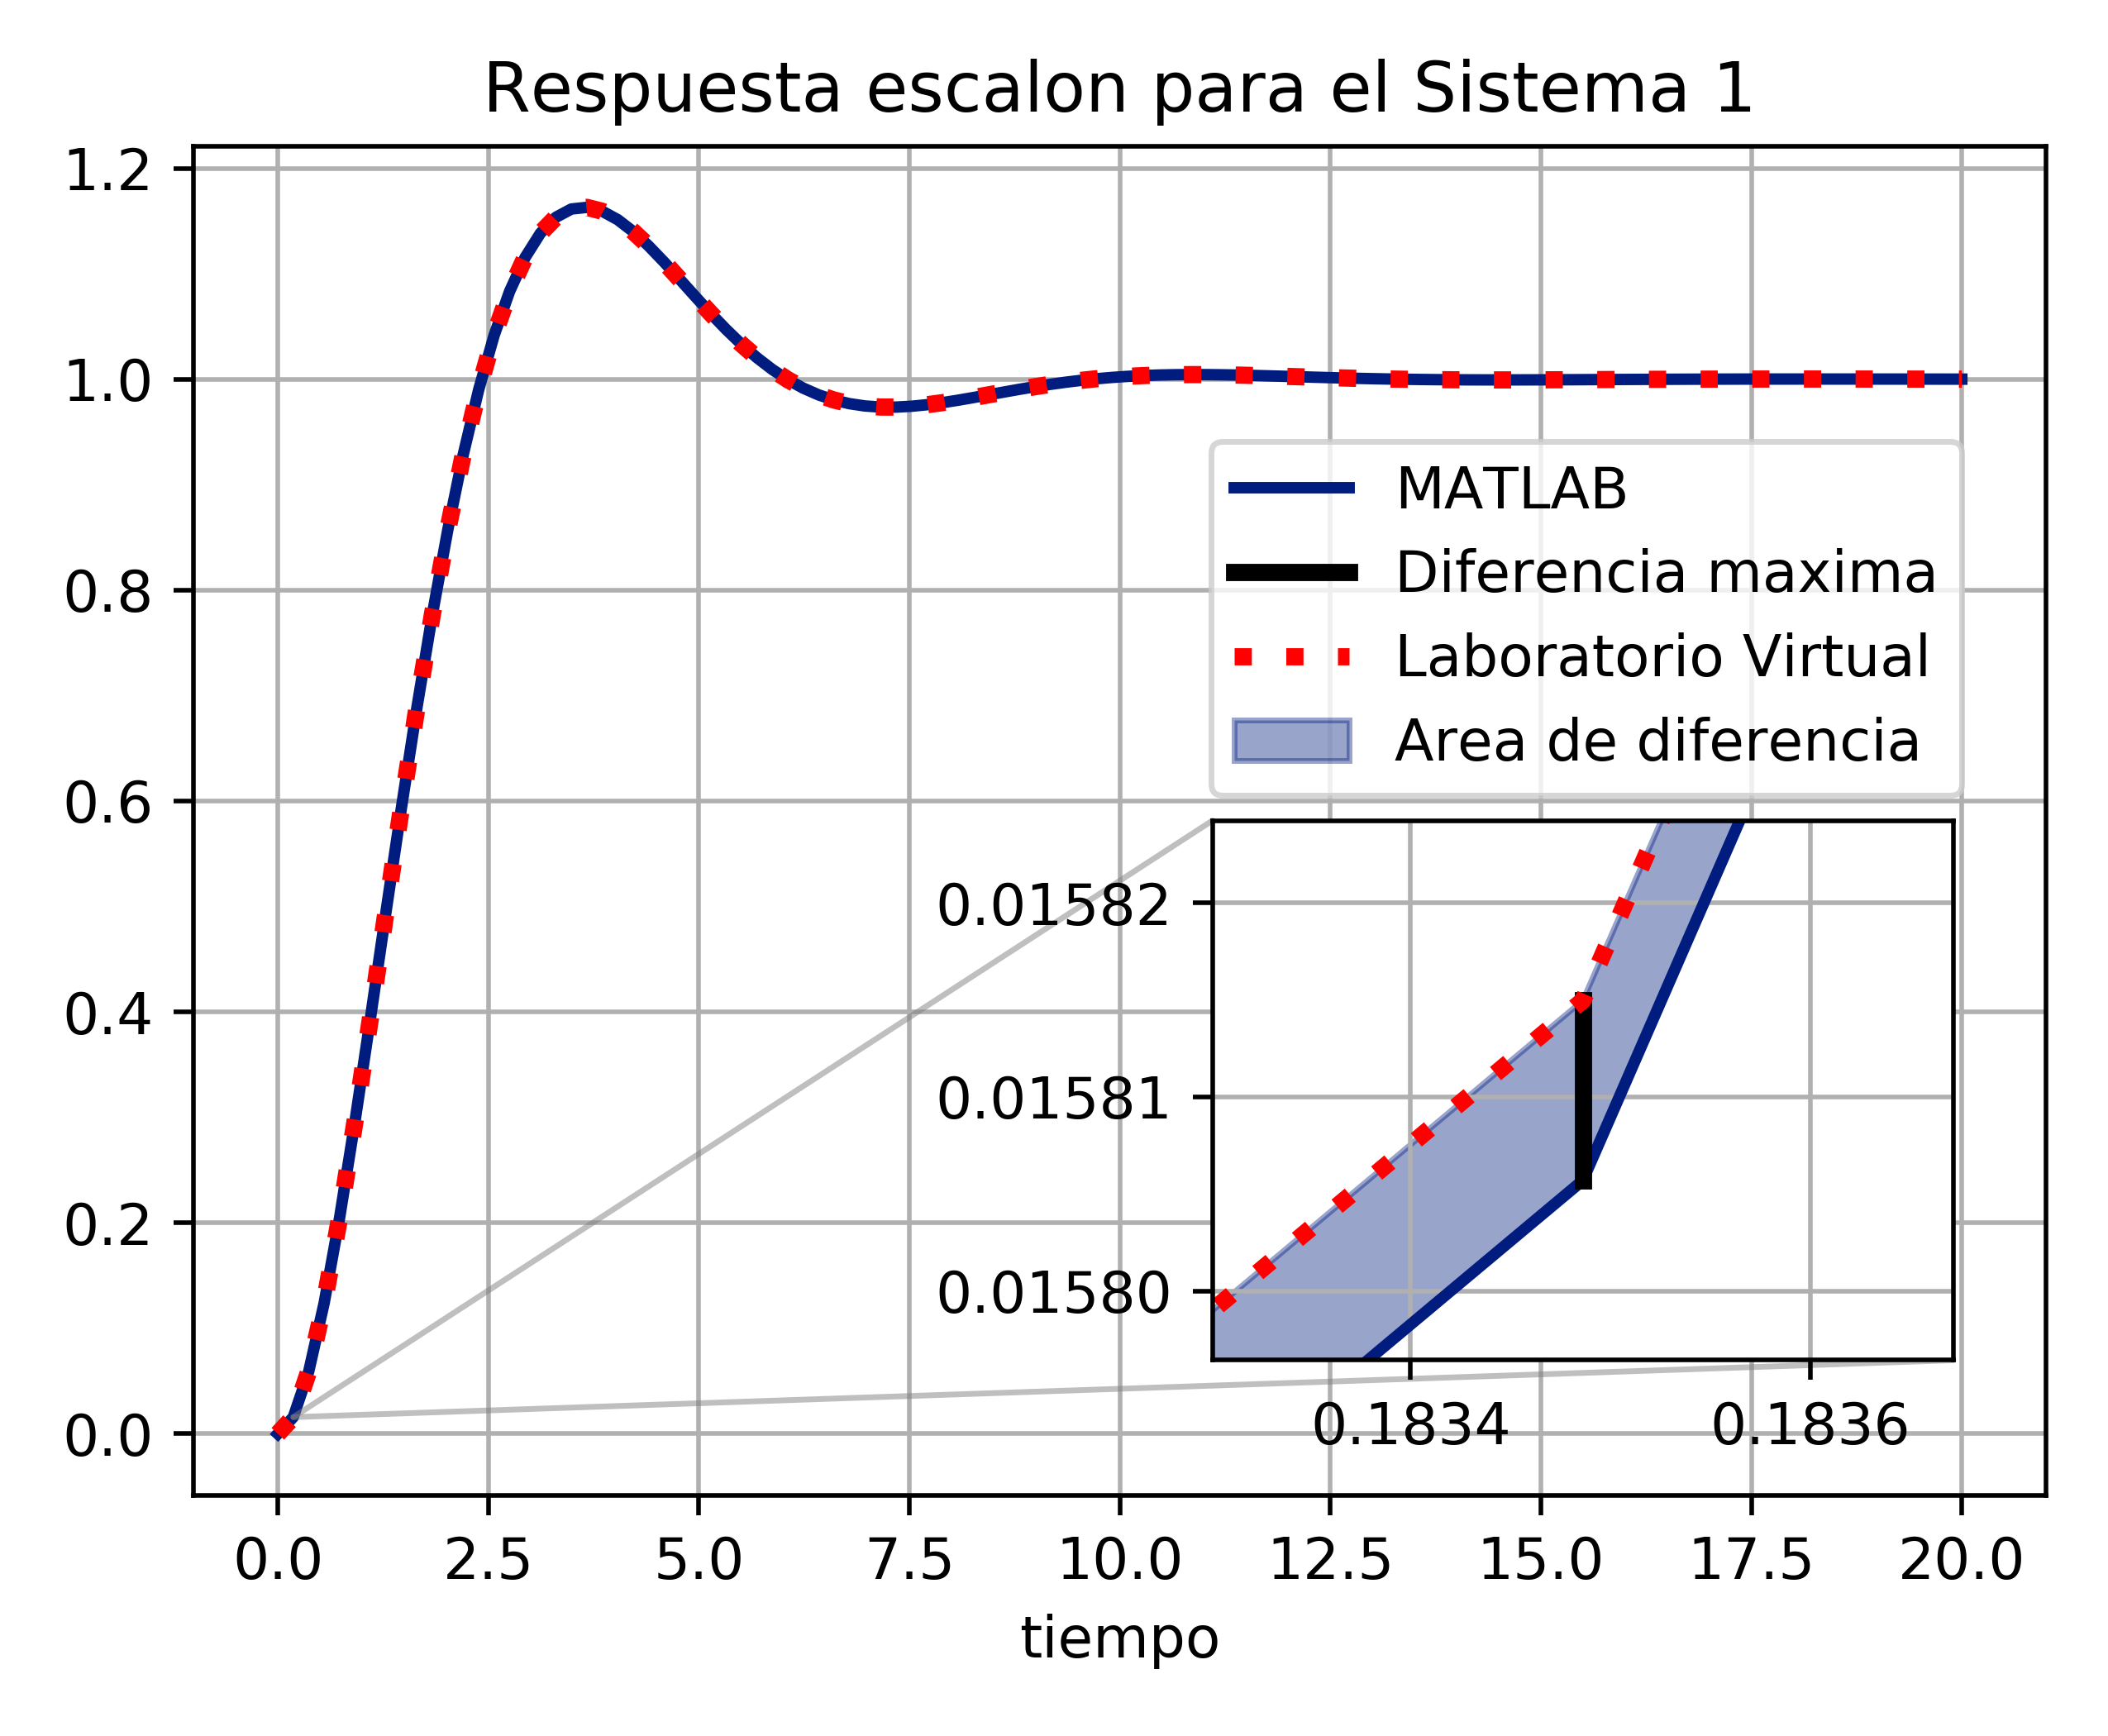 Respuesta escalon para el Sistema 1
1.2
1.0
0.8
0.6
0.4
0.2
0.0
MATLAB
Diferencia maxima
Laboratorio Virtual
Area de diferencia
0.01582
0.01581
0.01580
0.1834 0.1836
0.0 2.5 5.0 7.5 10.0 12.5 15.0 17.5 20.0
tiempo